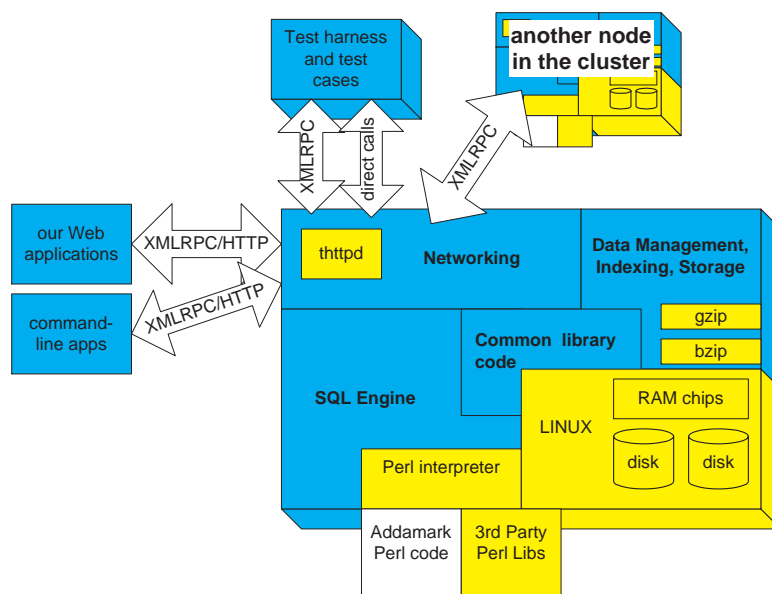 Test harness
and test
cases
another node
in the cluster
XMLRPC
direct calls
XMLRPC
our Web
applications
XMLRPC/HTTP
command-
line apps
XMLRPC/HTTP
thttpd
Networking
Data Management,
Indexing, Storage
gzip
bzip
Common library
code
SQL Engine
LINUX
RAM chips
disk
disk
Perl interpreter
Addamark
Perl code
3rd Party
Perl Libs